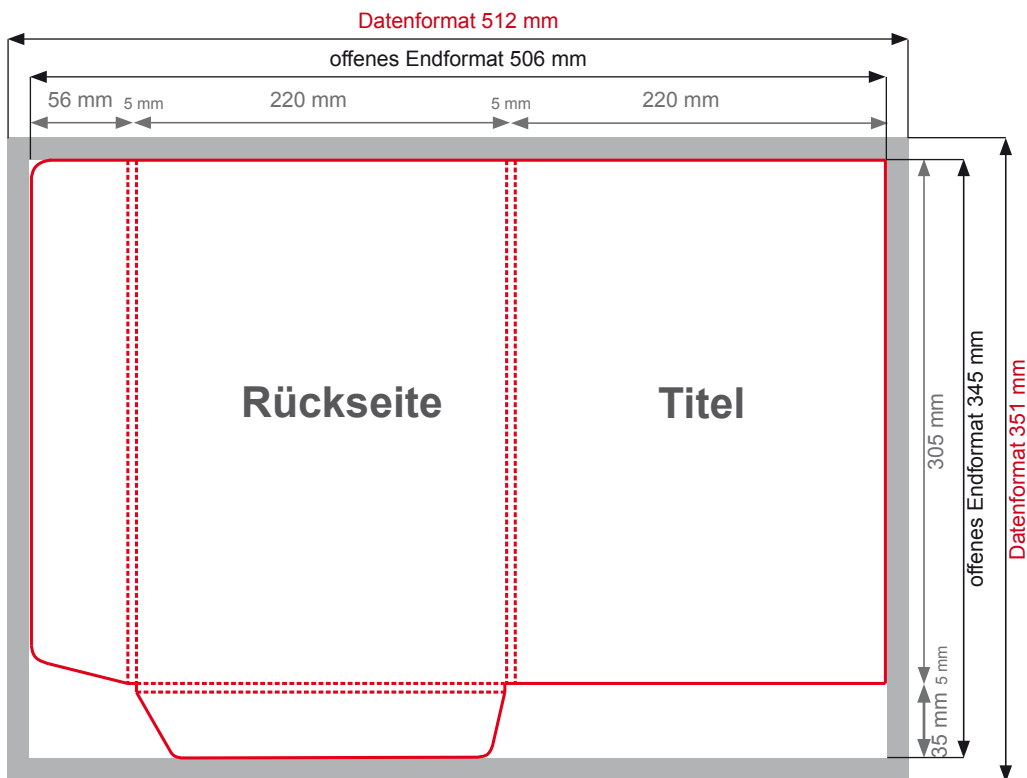 Datenformat 512 mm
offenes Endformat 506 mm
56 mm
5 mm
220 mm
5 mm
220 mm
Rückseite
Titel
305 mm
5 mm
35 mm
offenes Endformat 345 mm
Datenformat 351 mm